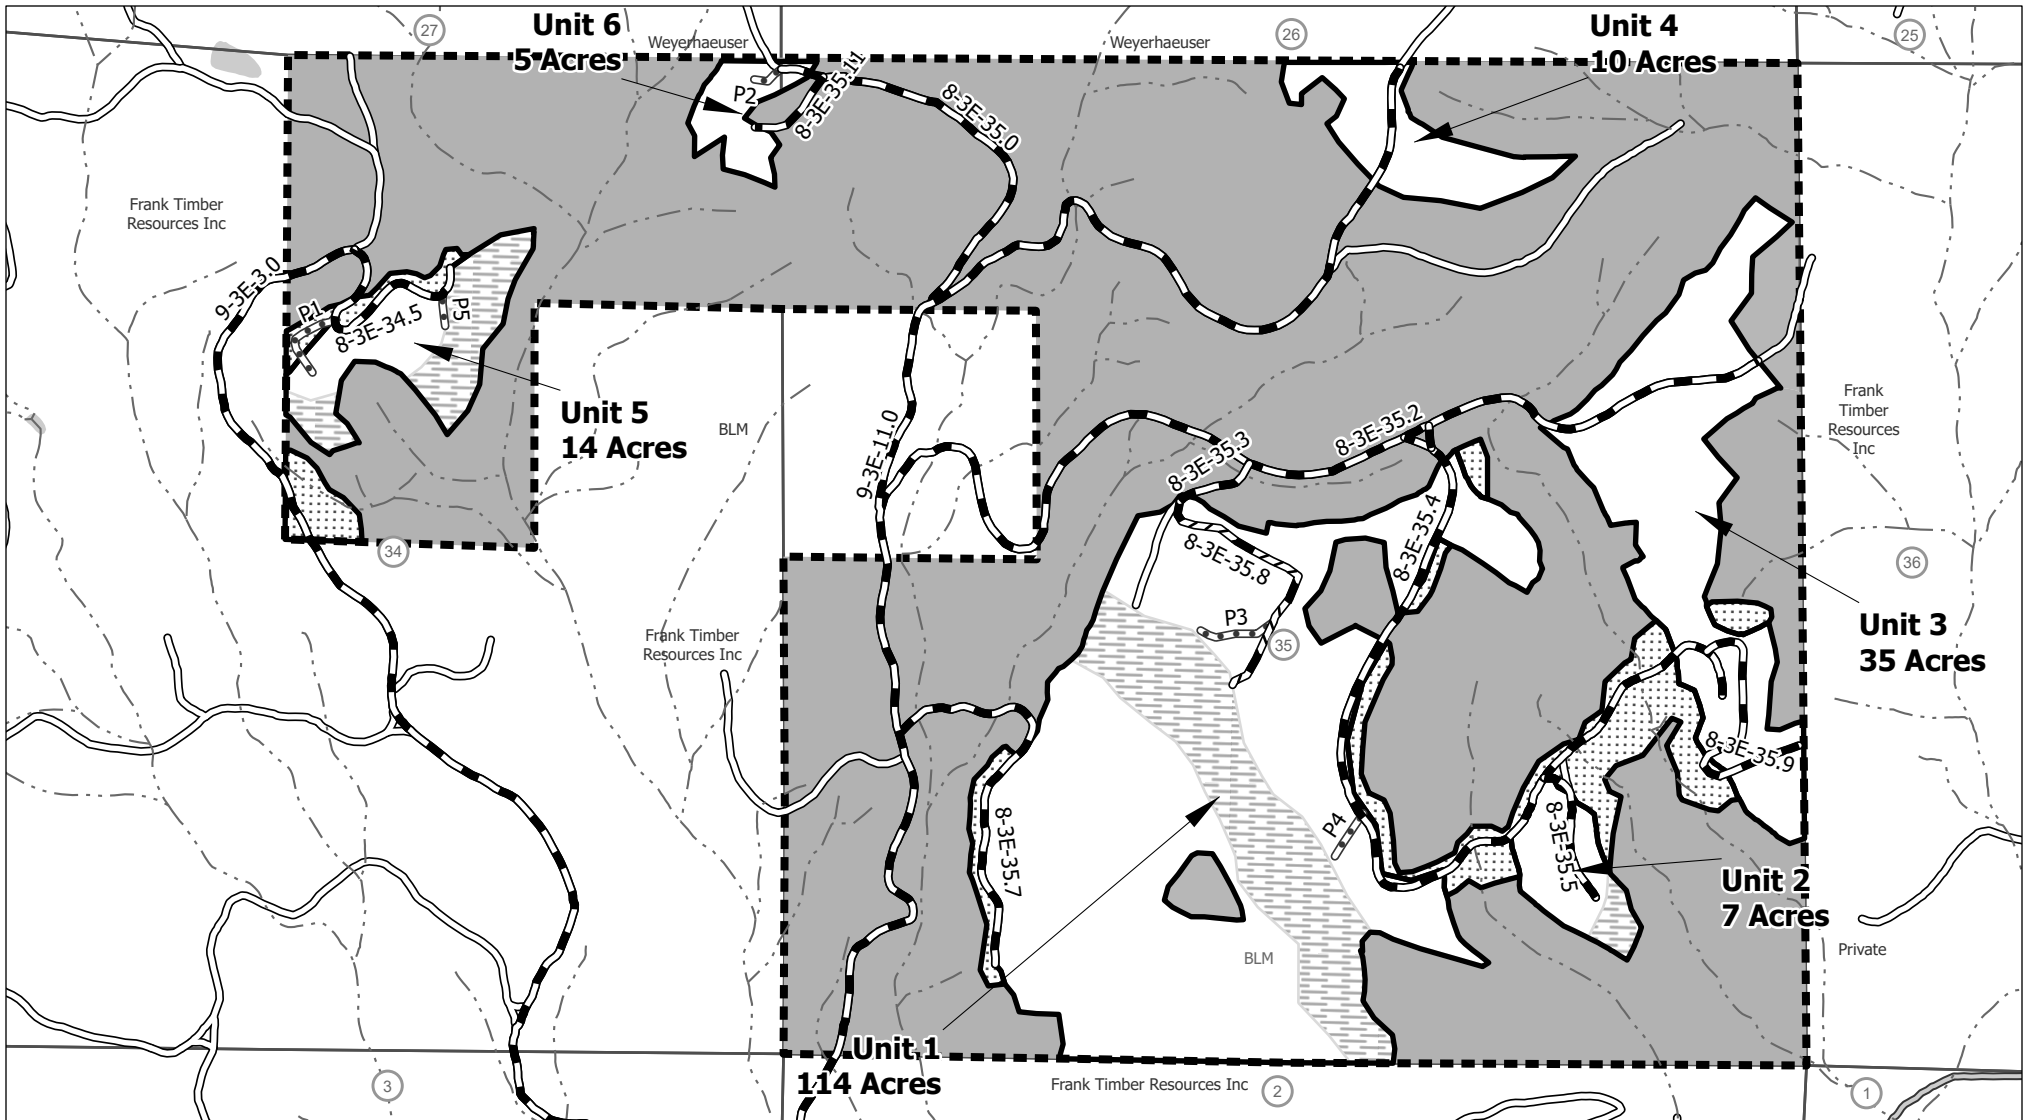 27
Unit 6
5 Acres
Weyerhaeuser
Weyerhaeuser
26
Unit 4
10 Acres
25
P2
8-3E-35.11
8-3E-35.0
Frank Timber
Resources Inc
9-3E-3.0
P1
8-3E-34.5
P5
Unit 5
14 Acres
BLM
9-3E-11.0
8-3E-35.3
8-3E-35.2
Frank
Timber
Resources
Inc
8-3E-35.4
34
8-3E-35.8
36
P3
35
Frank Timber
Resources Inc
Unit 3
35 Acres
8-3E-35.9
8-3E-35.7
P4
8-3E-35.5
Unit 2
7 Acres
BLM
Private
Unit 1
114 Acres
3
Frank Timber Resources Inc
2
1